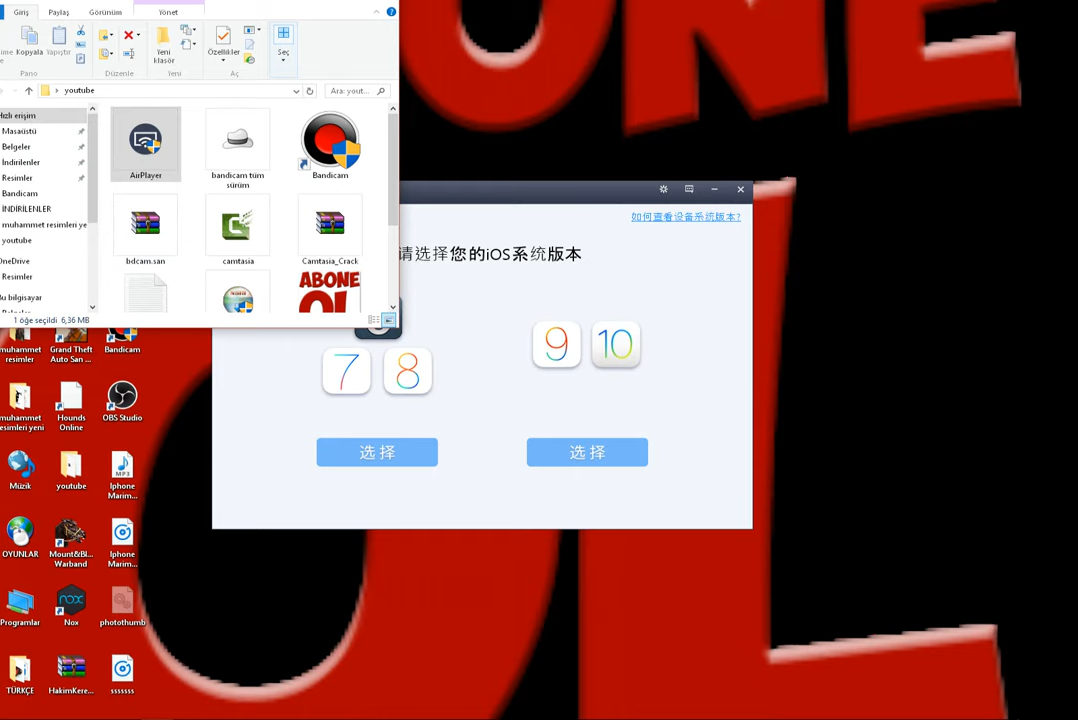 Giriş Paylaş Görünüm Yönet
Kopyala Yapıştır
Yeni
klasör
Özellikler
Seç
Pano Düzenle Yeni Aç
youtube
Ara: yout...
Hızlı erişim
Masaüstü
Belgeler
İndirilenler
Resimler
Bandicam
İNDİRİLENLER
muhammet resimleri ye
youtube
OneDrive
Resimler
Bu bilgisayar
AirPlayer
bandicam tüm
sürüm
Bandicam
bdcam.san
camtasia
Camtasia_Crack
ABONE
OL
1 öğe seçildi 6,36 MB
如何查看设备系统版本?
请选择您的iOS系统版本
7 8
9 10
选择
选择
muhammet
resimler
Grand Theft
Auto San ...
Bandicam
muhammet
resimleri yeni
Hounds
Online
OBS Studio
Müzik
youtube
MP3
Iphone
Marim...
OYUNLAR
Mount&Bl...
Warband
Iphone
Marim...
Programlar
nox
Nox
photothumb
TÜRKÇE
HakimKere...
sssssss
ONE
OL